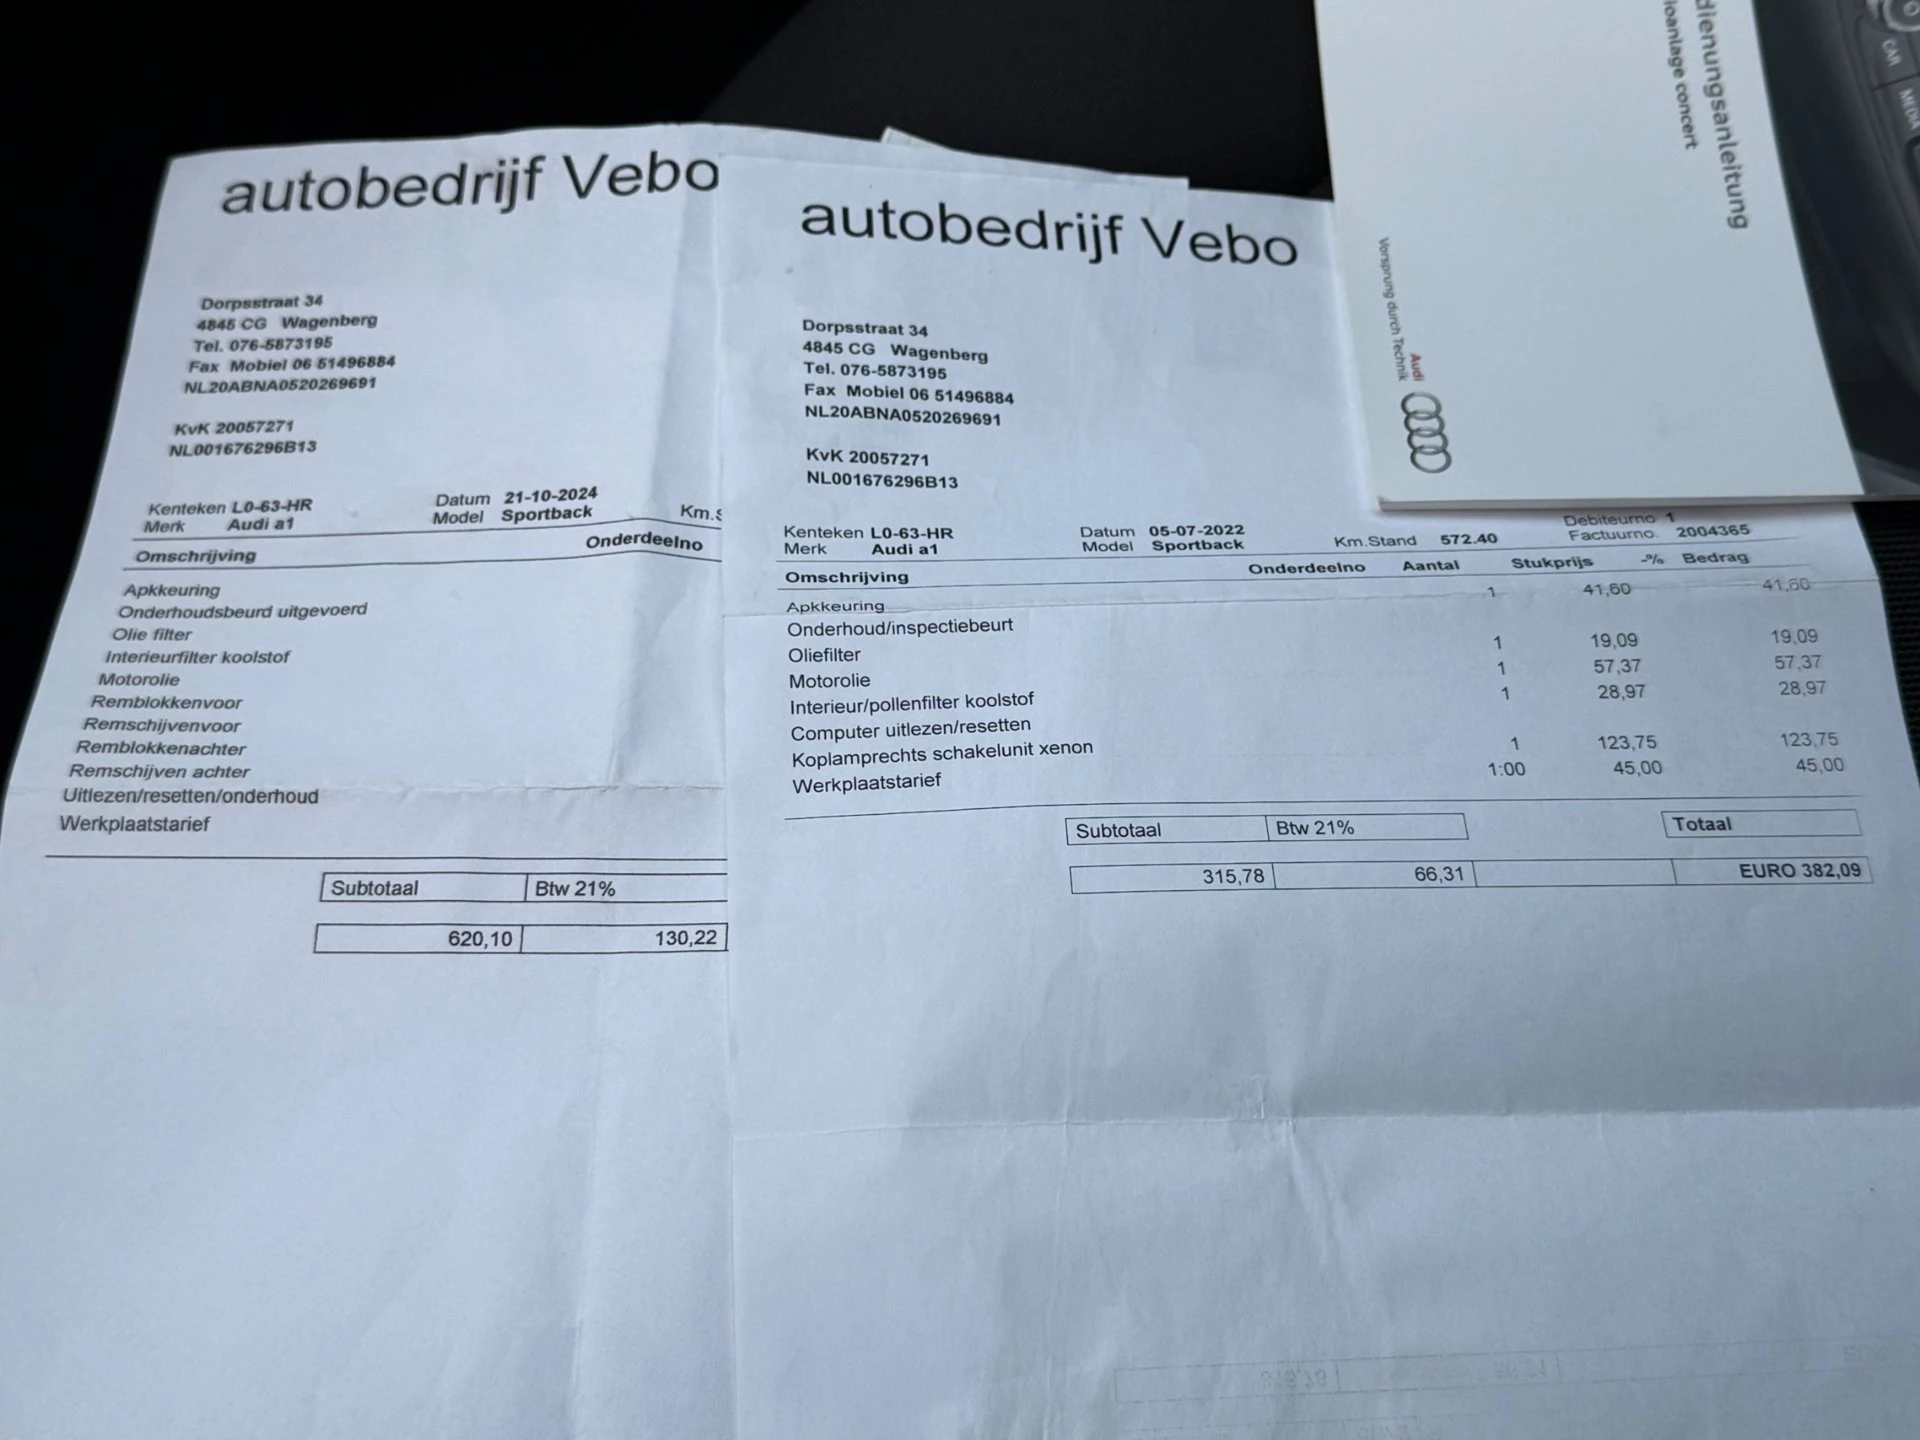 autobedrijf Vebo
Dorpsstraat 34
4845 CG Wagenberg
Tel. 076-5873195
Fax Mobiel 06 51496884
NL20ABNA0520269691
KvK 20057271
NL001676296B13
Kenteken L0-63-HR Datum 21-10-2024
Merk Audi a1 Model Sportback Km.S
Omschrijving Onderdeelno
Apkkeuring
Onderhoudsbeurd uitgevoerd
Olie filter
Interieurfilter koolstof
Motorolie
Remblokkenvoor
Remschijvenvoor
Remblokkenachter
Remschijven achter
Uitlezen/resetten/onderhoud
Werkplaatstarief
Subtotaal Btw 21%
620,10 130,22
autobedrijf Vebo
Dorpsstraat 34
4845 CG Wagenberg
Tel. 076-5873195
Fax Mobiel 06 51496884
NL20ABNA0520269691
KvK 20057271
NL001676296B13
Debiteurno 1
Kenteken L0-63-HR Datum 05-07-2022 Factuurno. 2004365
Merk Audi a1 Model Sportback Km.Stand 572.40
Omschrijving Onderdeelno Aantal Stukprijs -% Bedrag
Apkkeuring 1 41,60 41,60
Onderhoud/inspectiebeurt
Oliefilter 1 19,09 19,09
Motorolie 1 57,37 57,37
Interieur/pollenfilter koolstof 1 28,97 28,97
Computer uitlezen/resetten
Koplamprechts schakelunit xenon 1 123,75 123,75
Werkplaatstarief 1:00 45,00 45,00
Subtotaal Btw 21% Totaal
315,78 66,31 EURO 382,09
dienungsanleitung
ioanlage concert
Audi
Vorsprung durch Technik
CAR
MEDIA